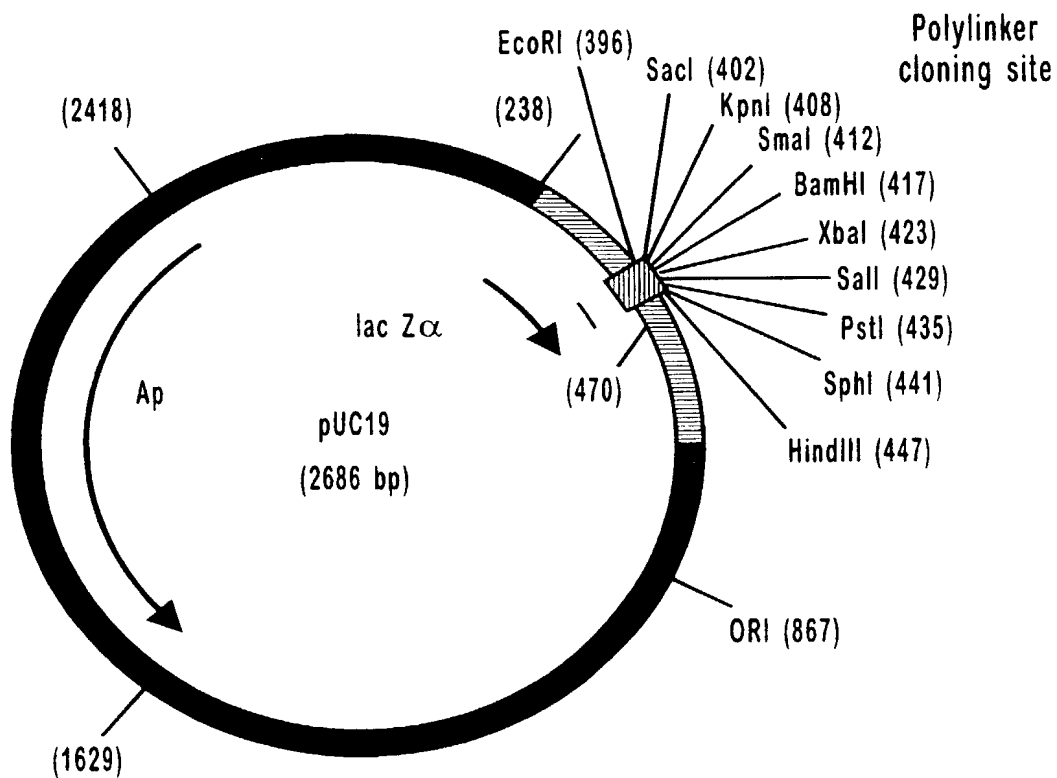 Polylinker
cloning site
EcoRI (396)
SacI (402)
KpnI (408)
SmaI (412)
BamHI (417)
XbaI (423)
SalI (429)
PstI (435)
SphI (441)
HindIII (447)
(2418)
(238)
lac Zα
(470)
Ap
pUC19
(2686 bp)
ORI (867)
(1629)